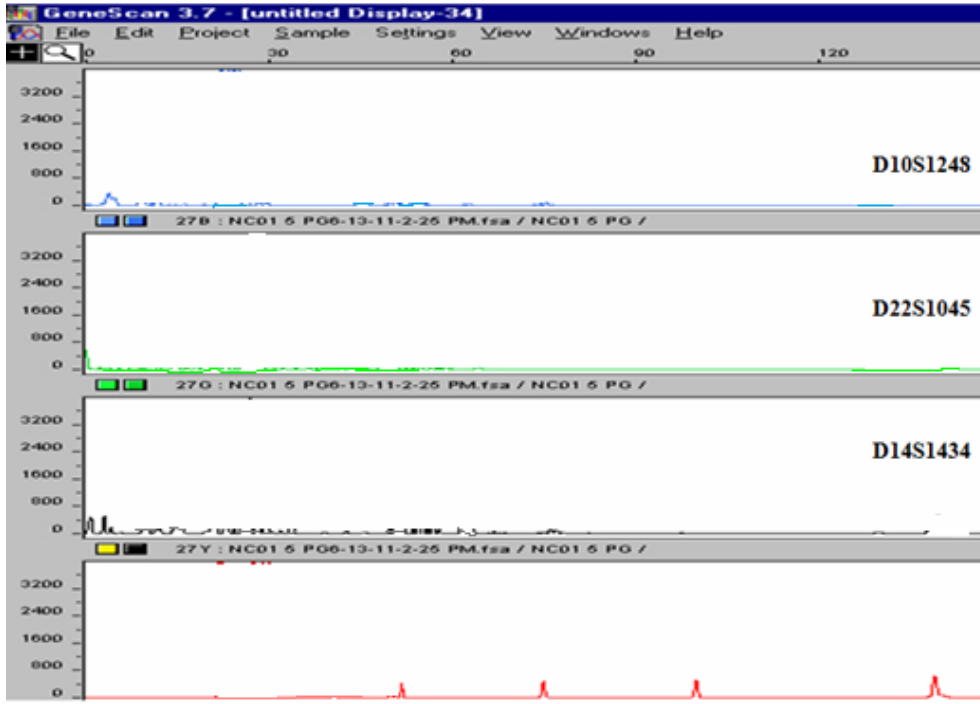 GeneScan 3.7 - [untitled Display-34]
File Edit Project Sample Settings View Windows Help
0 30 60 90 120
3200
2400
1600
800
0
D10S1248
27B : NC01 5 PG6-13-11-2-25 PM.fsa / NC01 5 PG /
3200
2400
1600
800
0
D22S1045
27G : NC01 5 PG6-13-11-2-25 PM.fsa / NC01 5 PG /
3200
2400
1600
800
0
D14S1434
27Y : NC01 5 PG6-13-11-2-25 PM.fsa / NC01 5 PG /
3200
2400
1600
800
0